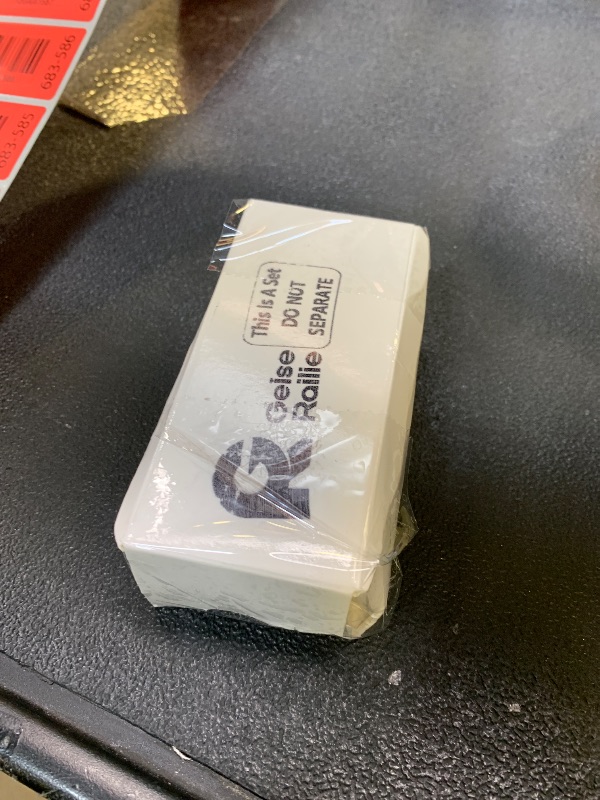 This Is A Set
DO NOT
SEPARATE
Geise
Railie
683-586
683-585